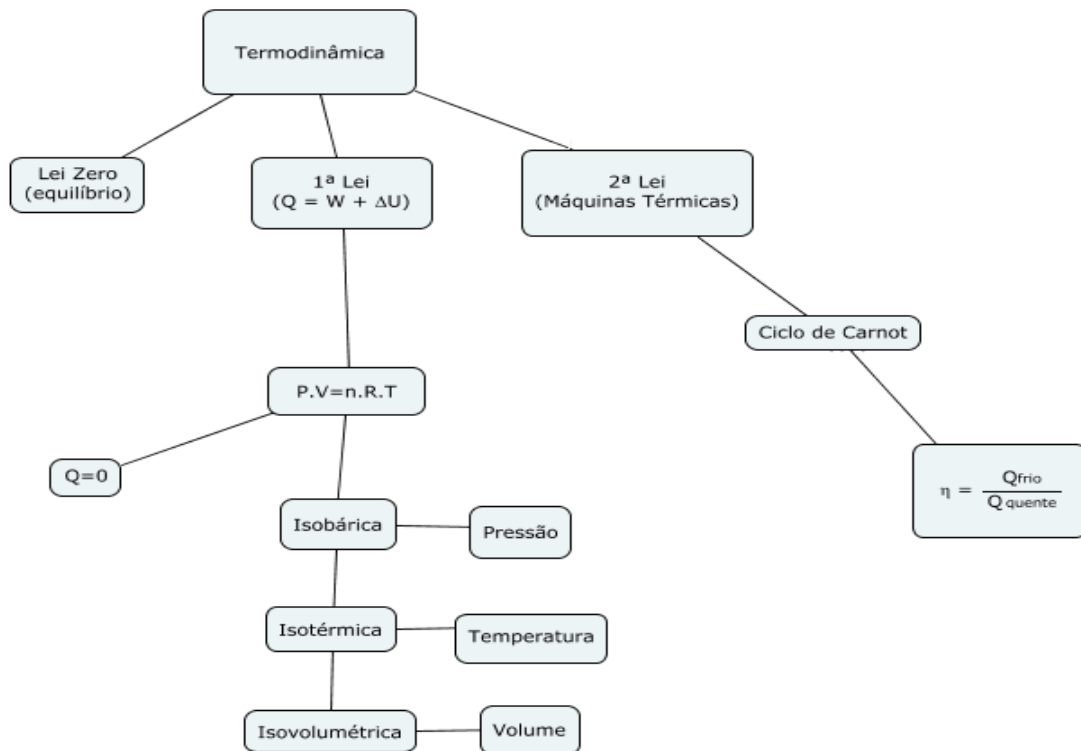 Termodinâmica
Lei Zero
(equilíbrio)
1ª Lei
(Q = W + ΔU)
2ª Lei
(Máquinas Térmicas)
Ciclo de Carnot
P.V=n.R.T
Q=0
η = Qfrio
Q quente
Isobárica
Pressão
Isotérmica
Temperatura
Isovolumétrica
Volume